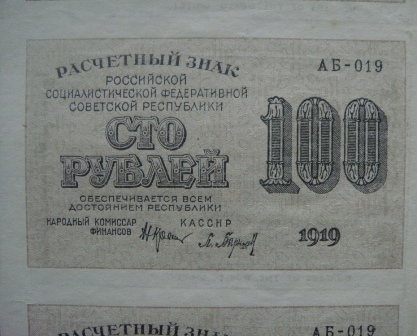 РАСЧЕТНЫЙ ЗНАК
АБ-019
РОССИЙСКОЙ
СОЦИАЛИСТИЧЕСКОЙ ФЕДЕРАТИВНОЙ
СОВЕТСКОЙ РЕСПУБЛИКИ
СТО
РУБЛЕЙ
100
ОБЕСПЕЧИВАЕТСЯ ВСЕМ
ДОСТОЯНИЕМ РЕСПУБЛИКИ
НАРОДНЫЙ КОМИССАР
ФИНАНСОВ
КАССИР
1919
РАСЧЕТНЫЙ ЗНАК
АБ-019